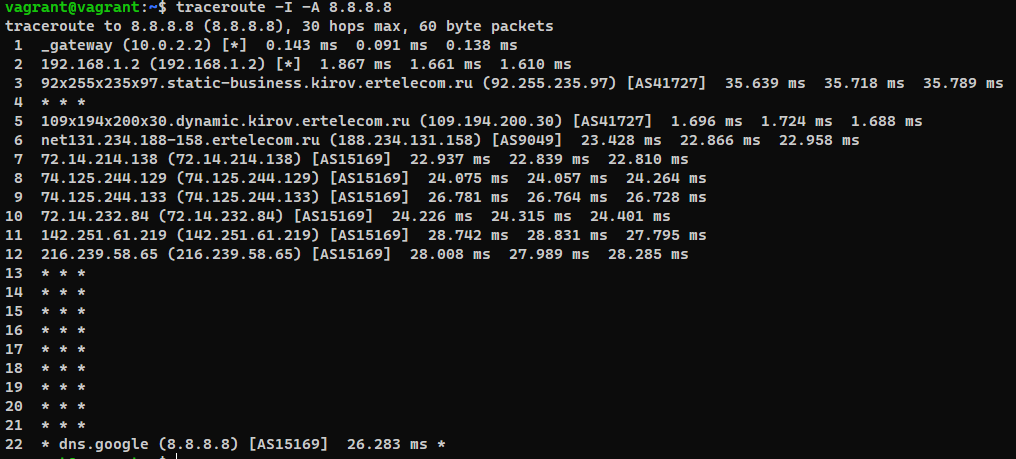 vagrant@vagrant:~$ traceroute -I -A 8.8.8.8
traceroute to 8.8.8.8 (8.8.8.8), 30 hops max, 60 byte packets
 1  _gateway (10.0.2.2) [*]  0.143 ms  0.091 ms  0.138 ms
 2  192.168.1.2 (192.168.1.2) [*]  1.867 ms  1.661 ms  1.610 ms
 3  92x255x235x97.static-business.kirov.ertelecom.ru (92.255.235.97) [AS41727]  35.639 ms  35.718 ms  35.789 ms
 4  * * *
 5  109x194x200x30.dynamic.kirov.ertelecom.ru (109.194.200.30) [AS41727]  1.696 ms  1.724 ms  1.688 ms
 6  net131.234.188-158.ertelecom.ru (188.234.131.158) [AS9049]  23.428 ms  22.866 ms  22.958 ms
 7  72.14.214.138 (72.14.214.138) [AS15169]  22.937 ms  22.839 ms  22.810 ms
 8  74.125.244.129 (74.125.244.129) [AS15169]  24.075 ms  24.057 ms  24.264 ms
 9  74.125.244.133 (74.125.244.133) [AS15169]  26.781 ms  26.764 ms  26.728 ms
10  72.14.232.84 (72.14.232.84) [AS15169]  24.226 ms  24.315 ms  24.401 ms
11  142.251.61.219 (142.251.61.219) [AS15169]  28.742 ms  28.831 ms  27.795 ms
12  216.239.58.65 (216.239.58.65) [AS15169]  28.008 ms  27.989 ms  28.285 ms
13  * * *
14  * * *
15  * * *
16  * * *
17  * * *
18  * * *
19  * * *
20  * * *
21  * * *
22  * dns.google (8.8.8.8) [AS15169]  26.283 ms *